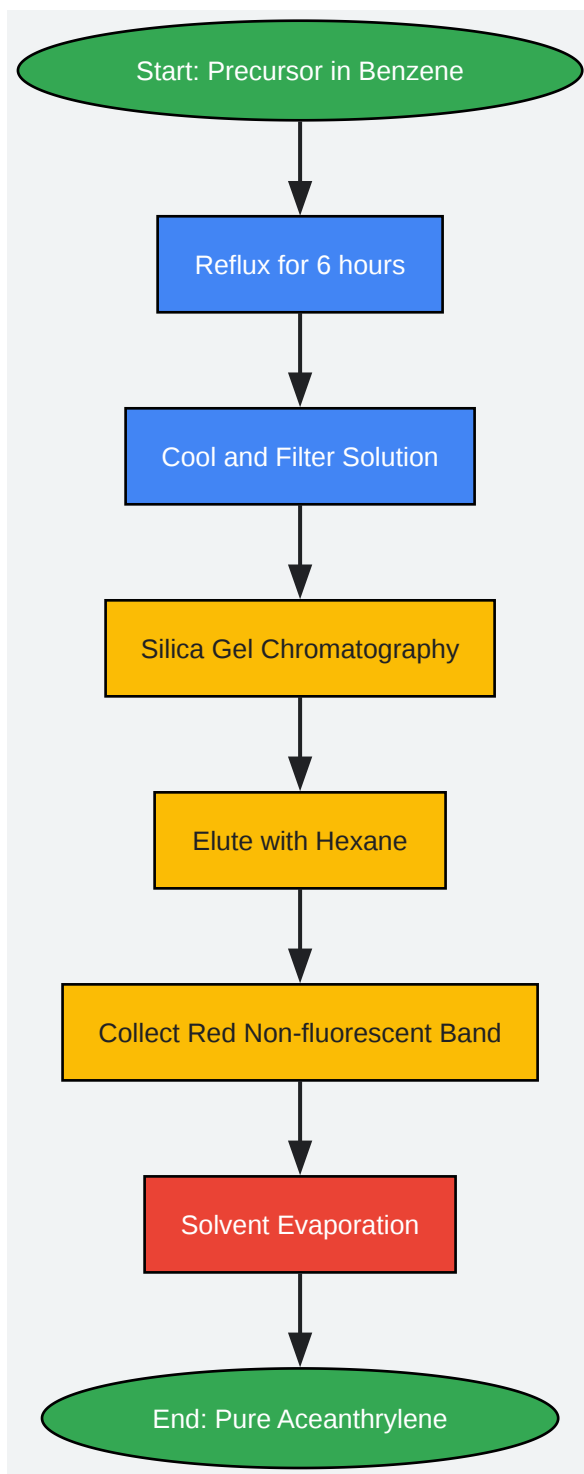 Start: Precursor in Benzene
Reflux for 6 hours
Cool and Filter Solution
Silica Gel Chromatography
Elute with Hexane
Collect Red Non-fluorescent Band
Solvent Evaporation
End: Pure Aceanthrylene